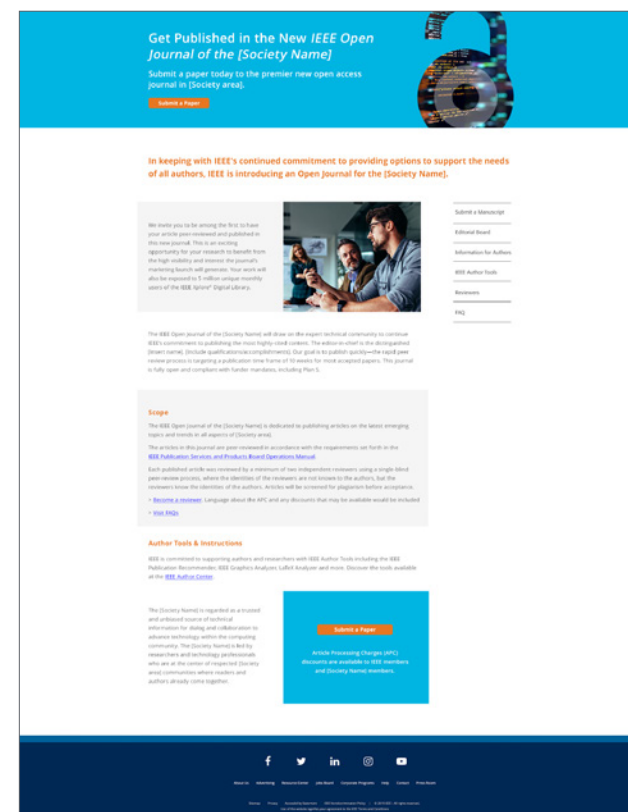 Get Published in the New IEEE Open
Journal of the [Society Name]
Submit a paper today to the premier new open access
journal in [Society area].
Submit a Paper
In keeping with IEEE's continued commitment to providing options to support the needs
of all authors, IEEE is introducing an Open Journal for the [Society Name].
We invite you to be among the first to have
your article peer-reviewed and published in
this new journal. This is an exciting
opportunity for your research to benefit from
the high visibility and interest the journal's
marketing launch will generate. Your work will
also be exposed to 5 million unique monthly
users of the IEEE Xplore® Digital Library.
Submit a Manuscript
Editorial Board
Information for Authors
IEEE Author Tools
Reviewers
FAQ
The IEEE Open Journal of the [Society Name] will draw on the expert technical community to continue
IEEE's commitment to publishing the most highly-cited content. The editor-in-chief is the distinguished
[insert name], [include qualifications/accomplishments]. Our goal is to publish quickly—the rapid peer
review process is targeting a publication time frame of 10 weeks for most accepted papers. This journal
is fully open and compliant with funder mandates, including Plan S.
Scope
The IEEE Open Journal of the [Society Name] is dedicated to publishing articles on the latest emerging
topics and trends in all aspects of [Society area].
The articles in this journal are peer-reviewed in accordance with the requirements set forth in the
IEEE Publication Services and Products Board Operations Manual.
Each published article was reviewed by a minimum of two independent reviewers using a single-blind
peer-review process, where the identities of the reviewers are not known to the authors, but the
reviewers know the identities of the authors. Articles will be screened for plagiarism before acceptance.
> Become a reviewer. Language about the APC and any discounts that may be available would be included
> Visit FAQs
Author Tools & Instructions
IEEE is committed to supporting authors and researchers with IEEE Author Tools including the IEEE
Publication Recommender, IEEE Graphics Analyzer, LaTeX Analyzer and more. Discover the tools available
at the IEEE Author Center
The [Society Name] is regarded as a trusted
and unbiased source of technical
information for dialog and collaboration to
advance technology within the computing
community. The [Society Name] is led by
researchers and technology professionals
who are at the center of respected [Society
area] communities where readers and
authors already come together.
Submit a Paper
Article Processing Charges (APC)
discounts are available to IEEE members
and [Society Name] members.
About Us Advertising Resource Center Jobs Board Corporate Programs Help Contact Press Room
Sitemap Privacy